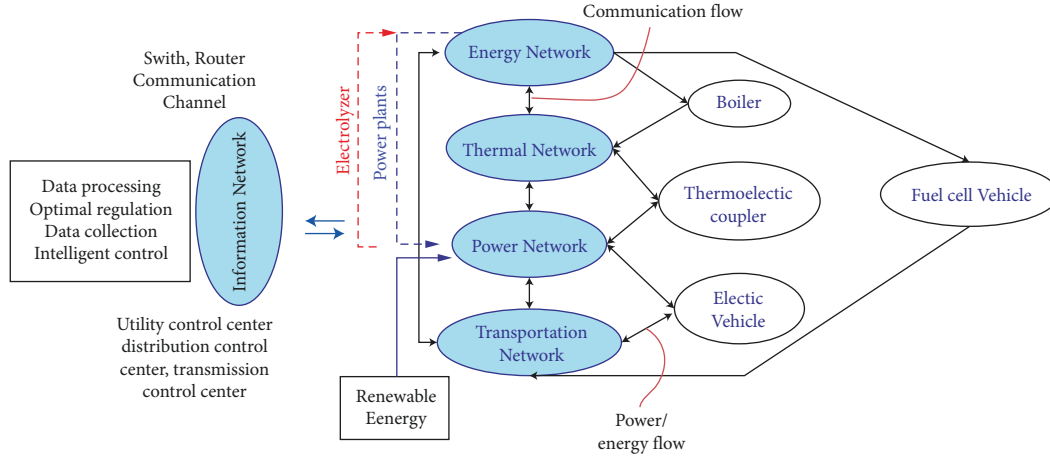 Communication flow
Swith, Router
Communication
Channel
Electrolyzer
Power plants
Energy Network
Boiler
Thermal Network
Data processing
Optimal regulation
Data collection
Intelligent control
Information Network
Thermoelectic
coupler
Fuel cell Vehicle
Power Network
Electic
Vehicle
Utility control center
distribution control
center, transmission
control center
Transportation
Network
Renewable
Eenergy
Power/
energy flow